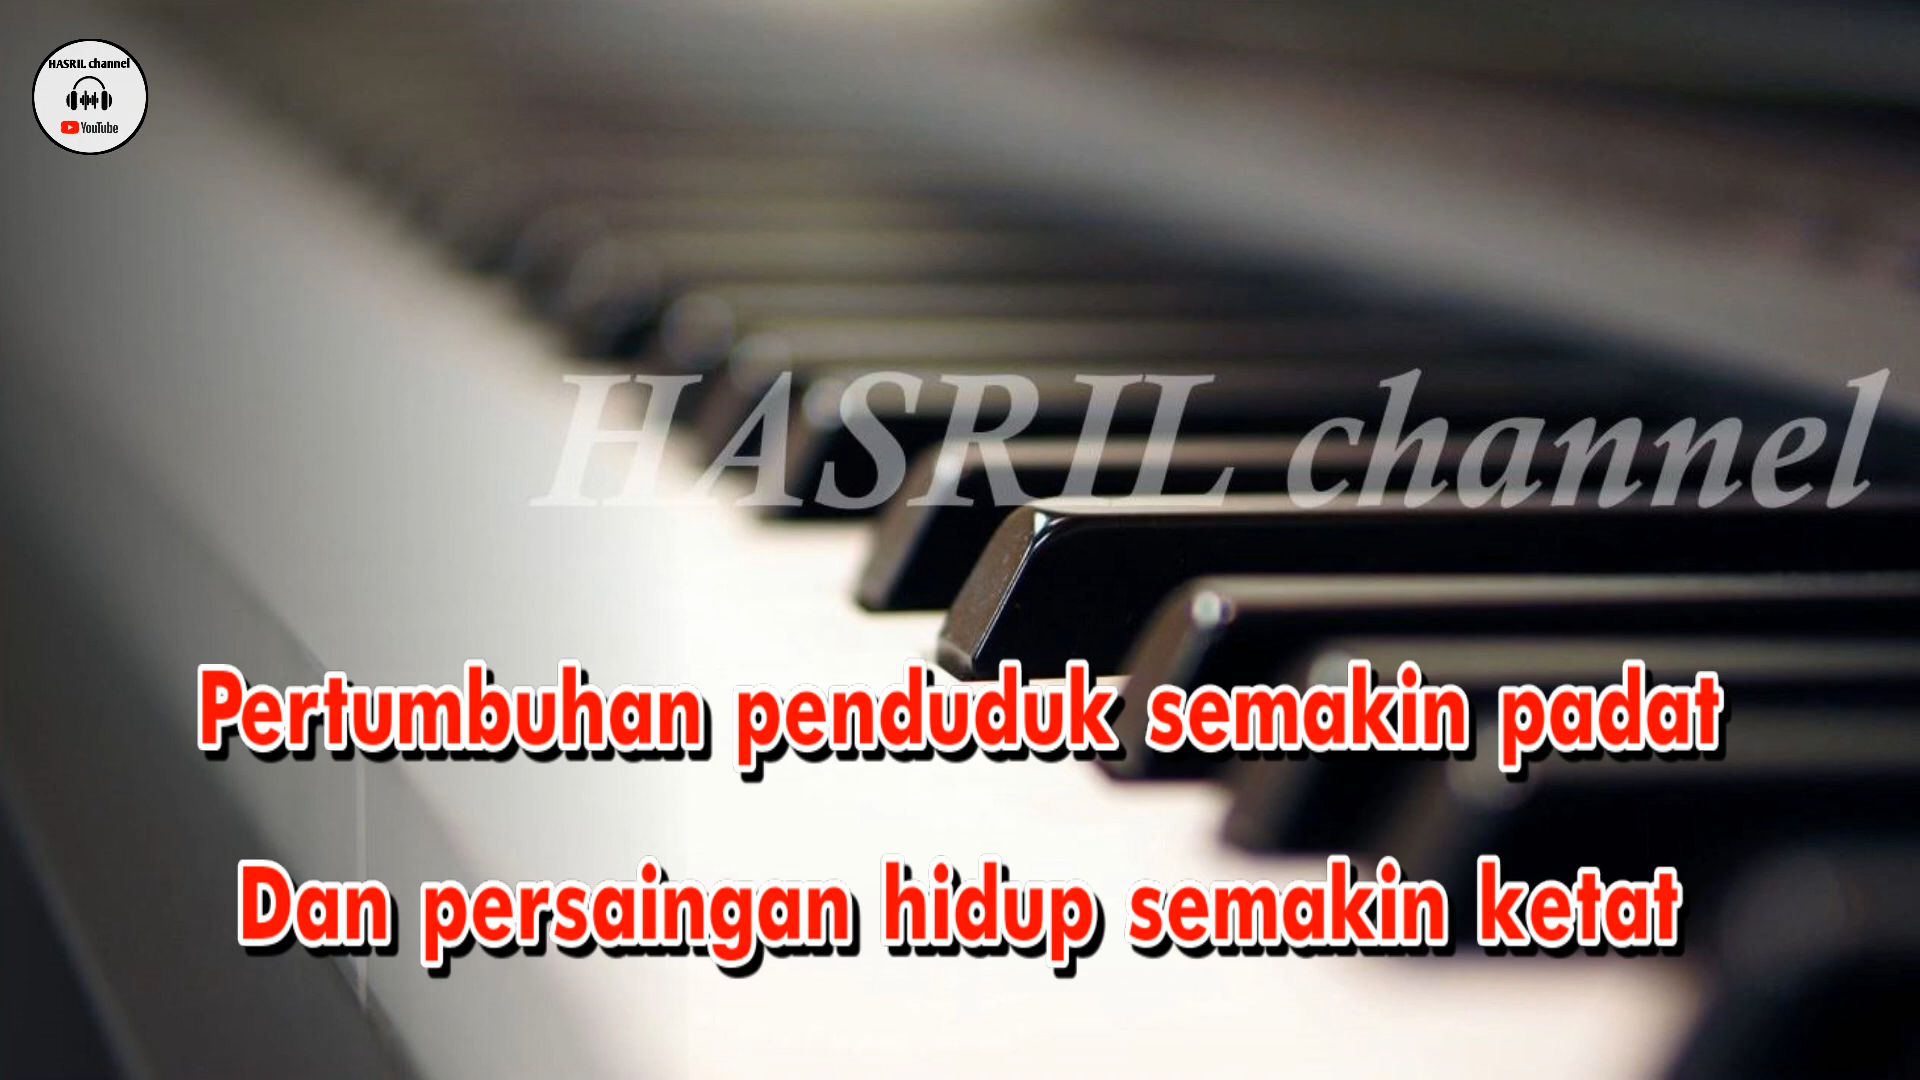 HASRIL channel
YouTube
HASRIL channel
Pertumbuhan penduduk semakin padat
Dan persaingan hidup semakin ketat